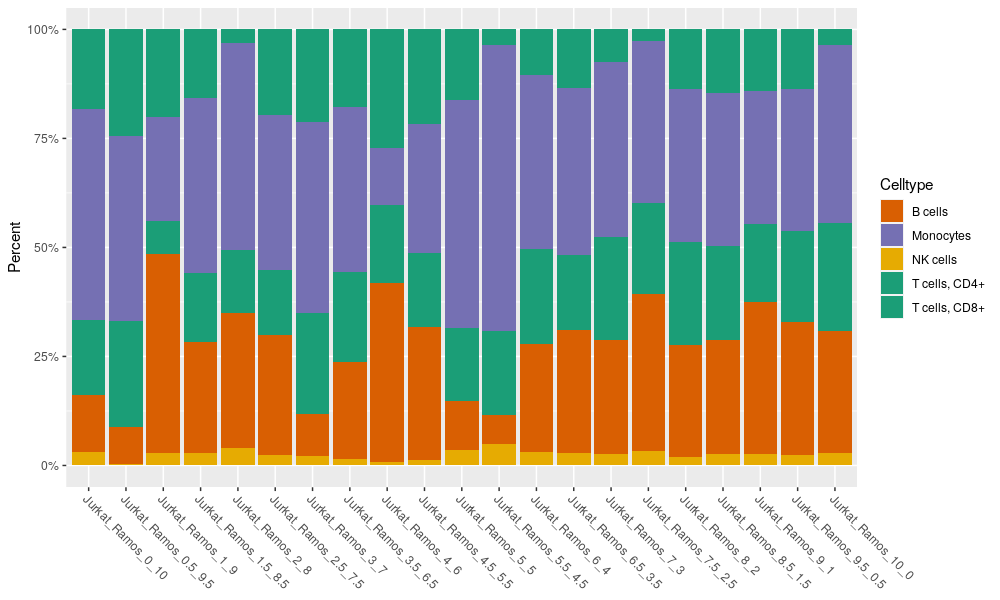 100%
75%
50%
25%
0%
Percent
Jurkat_Ramos_0_10
Jurkat_Ramos_0.5_9.5
Jurkat_Ramos_1_9
Jurkat_Ramos_1.5_8.5
Jurkat_Ramos_2_8
Jurkat_Ramos_2.5_7.5
Jurkat_Ramos_3_7
Jurkat_Ramos_3.5_6.5
Jurkat_Ramos_4_6
Jurkat_Ramos_4.5_5.5
Jurkat_Ramos_5_5
Jurkat_Ramos_5.5_4.5
Jurkat_Ramos_6_4
Jurkat_Ramos_6.5_3.5
Jurkat_Ramos_7_3
Jurkat_Ramos_7.5_2.5
Jurkat_Ramos_8_2
Jurkat_Ramos_8.5_1.5
Jurkat_Ramos_9_1
Jurkat_Ramos_9.5_0.5
Jurkat_Ramos_10_0
Celltype
B cells
Monocytes
NK cells
T cells, CD4+
T cells, CD8+